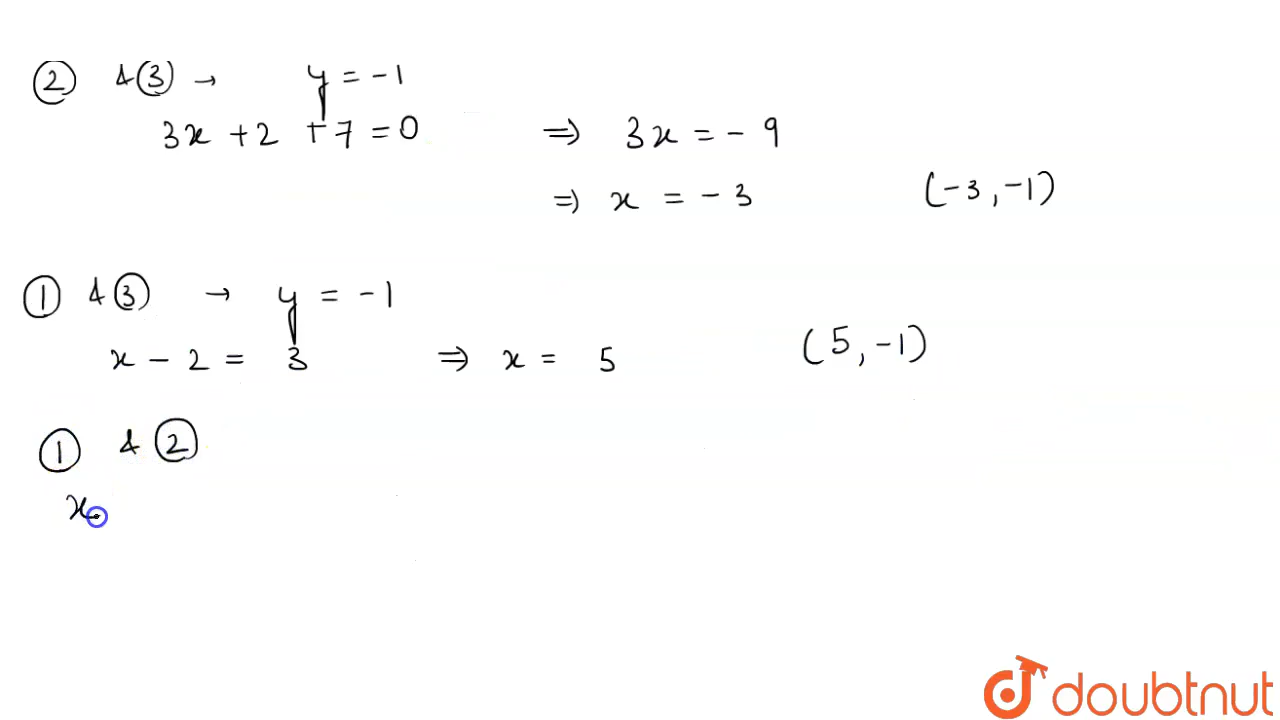 ② & ③ → y = -1
3x + 2 + 7 = 0 ⇒ 3x = - 9
⇒ x = - 3 (-3, -1)
① & ③ → y = -1
x - 2 = 3 ⇒ x = 5 (5, -1)
① & ②
x
doubtnut